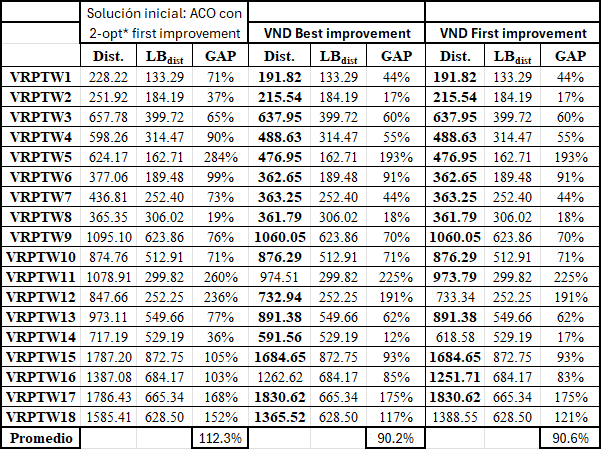 Solución inicial: ACO con
2-opt* first improvement VND Best improvement VND First improvement
Dist. LBdist GAP Dist. LBdist GAP Dist. LBdist GAP
VRPTW1 228.22 133.29 71% 191.82 133.29 44% 191.82 133.29 44%
VRPTW2 251.92 184.19 37% 215.54 184.19 17% 215.54 184.19 17%
VRPTW3 657.78 399.72 65% 637.95 399.72 60% 637.95 399.72 60%
VRPTW4 598.26 314.47 90% 488.63 314.47 55% 488.63 314.47 55%
VRPTW5 624.17 162.71 284% 476.95 162.71 193% 476.95 162.71 193%
VRPTW6 377.06 189.48 99% 362.65 189.48 91% 362.65 189.48 91%
VRPTW7 436.81 252.40 73% 363.25 252.40 44% 363.25 252.40 44%
VRPTW8 365.35 306.02 19% 361.79 306.02 18% 361.79 306.02 18%
VRPTW9 1095.10 623.86 76% 1060.05 623.86 70% 1060.05 623.86 70%
VRPTW10 874.76 512.91 71% 876.29 512.91 71% 876.29 512.91 71%
VRPTW11 1078.91 299.82 260% 974.51 299.82 225% 973.79 299.82 225%
VRPTW12 847.66 252.25 236% 732.94 252.25 191% 733.34 252.25 191%
VRPTW13 973.11 549.66 77% 891.38 549.66 62% 891.38 549.66 62%
VRPTW14 717.19 529.19 36% 591.56 529.19 12% 618.58 529.19 17%
VRPTW15 1787.20 872.75 105% 1684.65 872.75 93% 1684.65 872.75 93%
VRPTW16 1387.08 684.17 103% 1262.62 684.17 85% 1251.71 684.17 83%
VRPTW17 1786.43 665.34 168% 1830.62 665.34 175% 1830.62 665.34 175%
VRPTW18 1585.41 628.50 152% 1365.52 628.50 117% 1388.55 628.50 121%
Promedio 112.3% 90.2% 90.6%